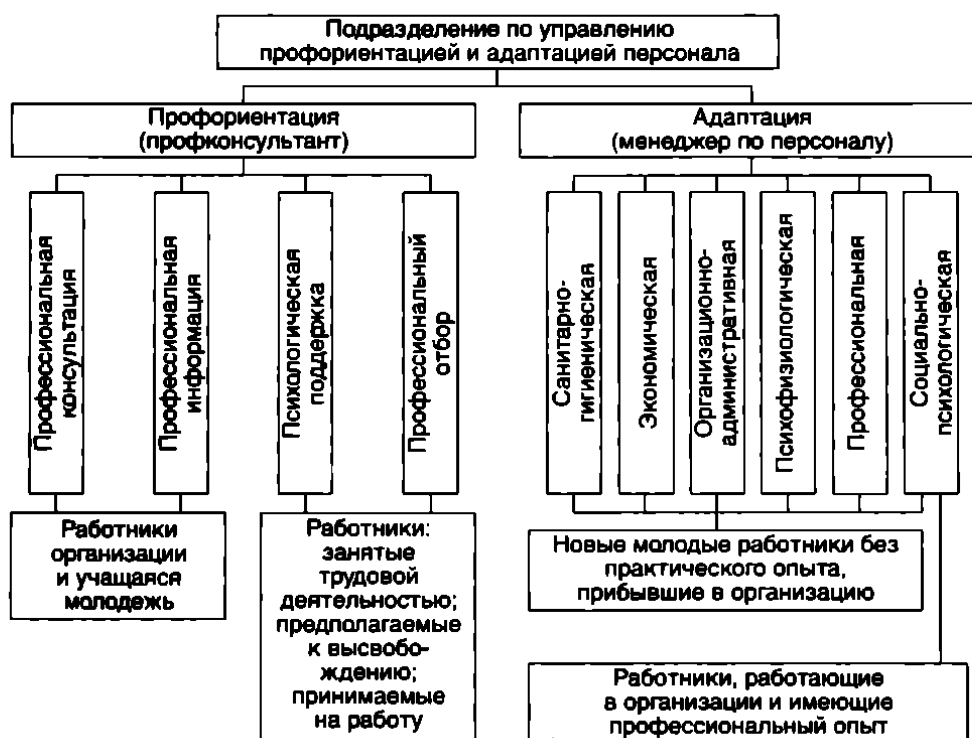 Подразделение по управлению
профориентацией и адаптацией персонала
Профориентация
(профконсультант)
Адаптация
(менеджер по персоналу)
Профессиональная
консультация
Профессиональная
информация
Психологическая
поддержка
Профессиональный
отбор
Санитарно-
гигиеническая
Экономическая
Организационно-
административная
Психофизиологическая
Профессиональная
Социально-
психологическая
Работники
организации
и учащаяся
молодежь
Работники:
занятые
трудовой
деятельностью;
предполагаемые
к высвобо-
ждению;
принимаемые
на работу
Новые молодые работники без
практического опыта,
прибывшие в организацию
Работники, работающие
в организации и имеющие
профессиональный опыт